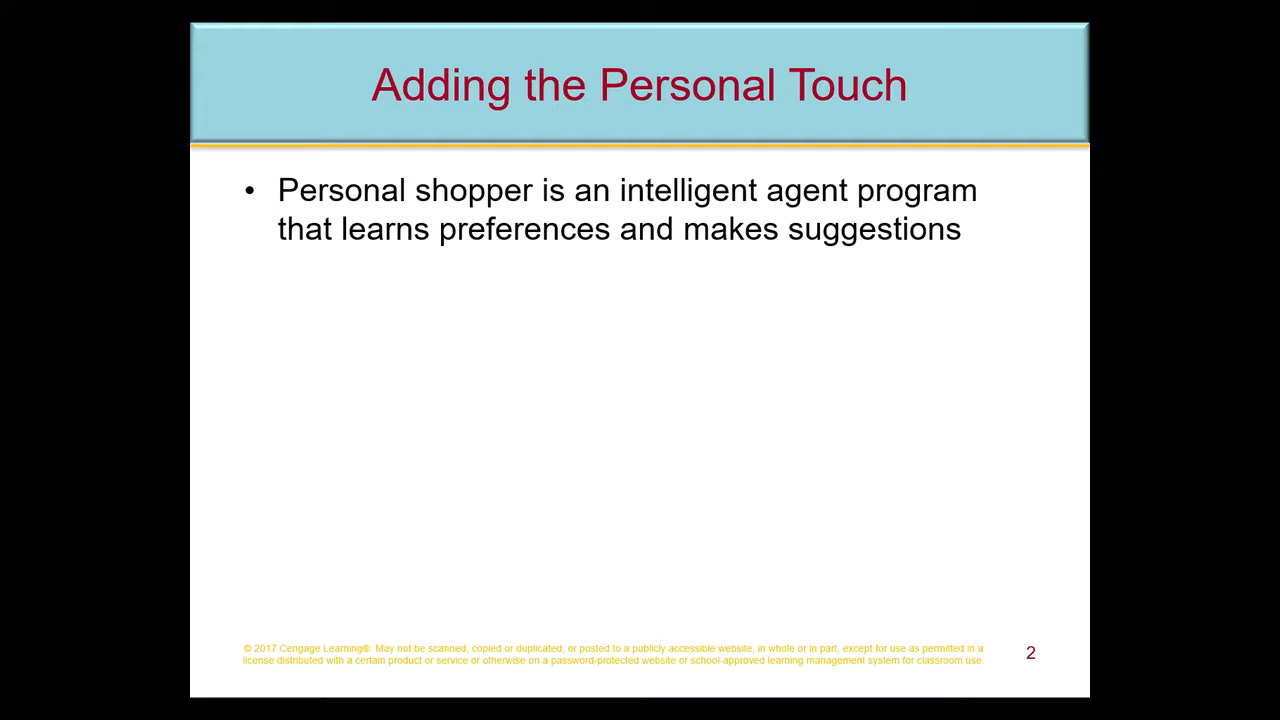 Adding the Personal Touch
• Personal shopper is an intelligent agent program
that learns preferences and makes suggestions
© 2017 Cengage Learning® May not be scanned, copied or duplicated, or posted to a publicly accessible website, in whole or in part, except for use as permitted in a
license distributed with a certain product or service or otherwise on a password-protected website or school-approved learning management system for classroom use.
2